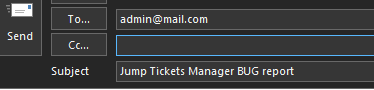 To... admin@mail.com
Send
Cc...
Subject Jump Tickets Manager BUG report